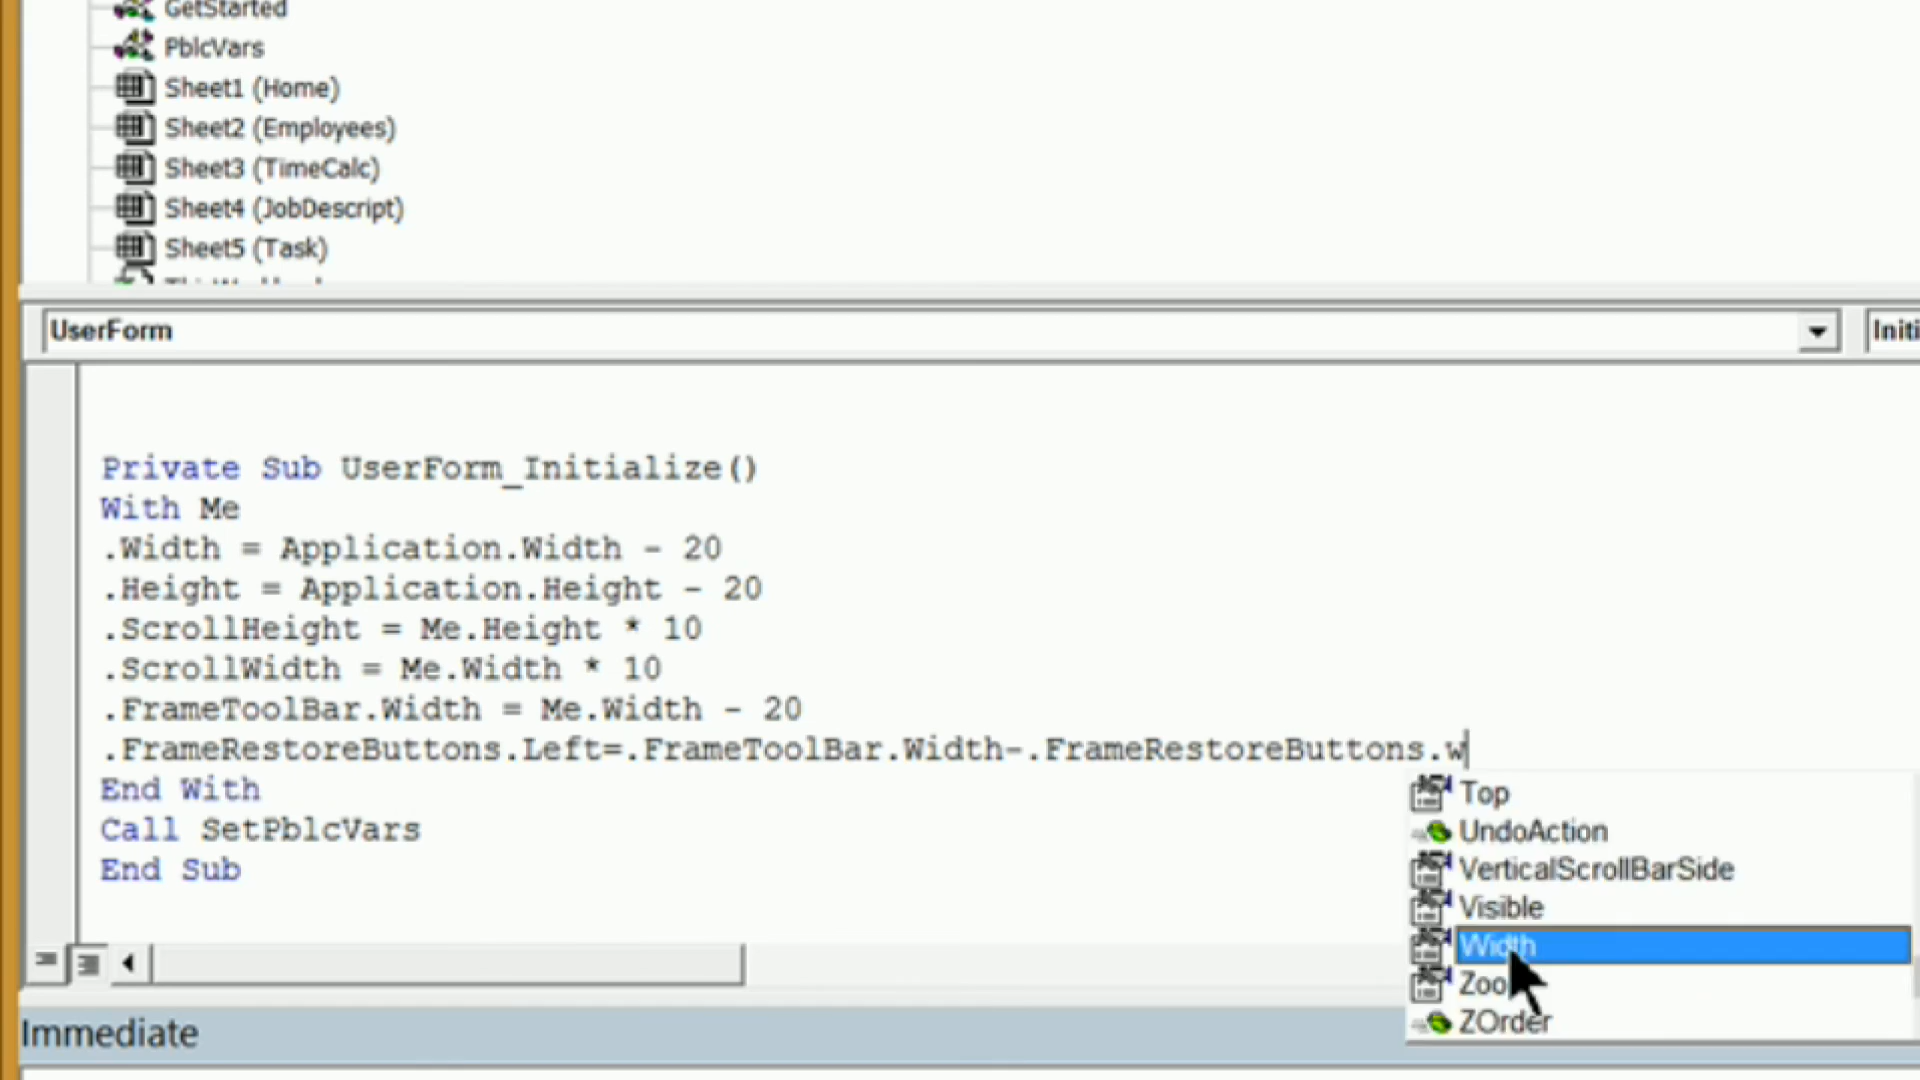 GetStarted
PblcVars
Sheet1 (Home)
Sheet2 (Employees)
Sheet3 (TimeCalc)
Sheet4 (JobDescript)
Sheet5 (Task)
UserForm
Initi
Private Sub UserForm_Initialize()
With Me
.Width = Application.Width - 20
.Height = Application.Height - 20
.ScrollHeight = Me.Height * 10
.ScrollWidth = Me.Width * 10
.FrameToolBar.Width = Me.Width - 20
.FrameRestoreButtons.Left=.FrameToolBar.Width-.FrameRestoreButtons.w
End With
Call SetPblcVars
End Sub
Top
UndoAction
VerticalScrollBarSide
Visible
Width
Zoo
ZOrder
Immediate